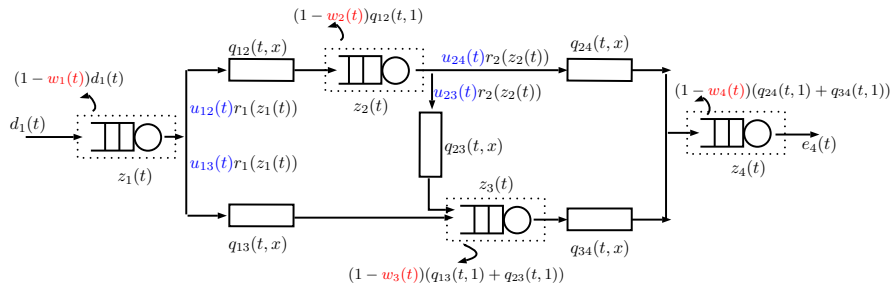 (1 - w₂(t))q₁₂(t, 1)
q₁₂(t, x)
u₂₄(t)r₂(z₂(t))
q₂₄(t, x)
(1 - w₁(t))d₁(t)
z₂(t)
u₂₃(t)r₂(z₂(t))
(1 - w₄(t))(q₂₄(t, 1) + q₃₄(t, 1))
u₁₂(t)r₁(z₁(t))
d₁(t)
e₄(t)
q₂₃(t, x)
u₁₃(t)r₁(z₁(t))
z₁(t)
z₄(t)
z₃(t)
q₁₃(t, x)
q₃₄(t, x)
(1 - w₃(t))(q₁₃(t, 1) + q₂₃(t, 1))